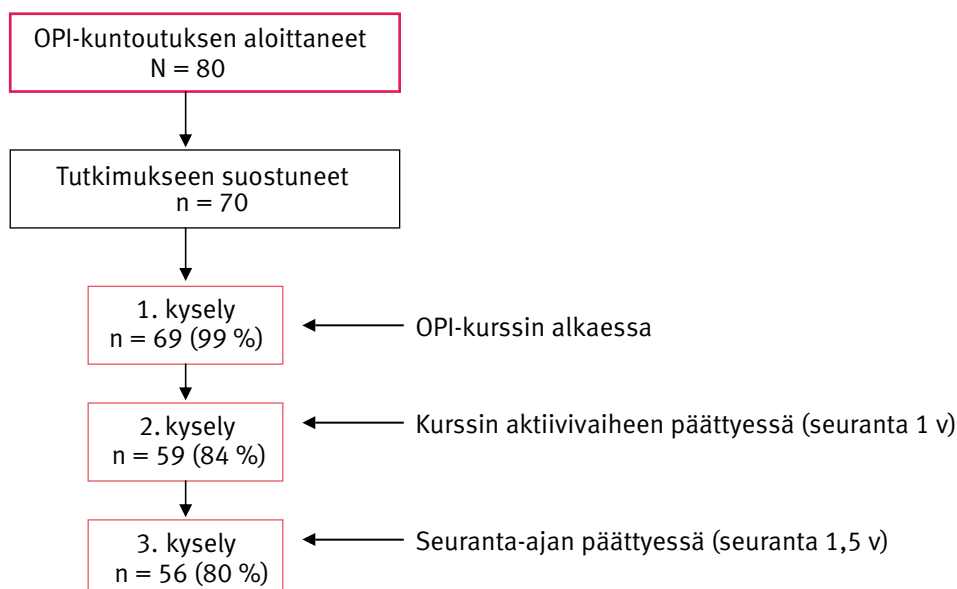 OPI-kuntoutuksen aloittaneet
N = 80
Tutkimukseen suostuneet
n = 70
1. kysely
n = 69 (99 %)
OPI-kurssin alkaessa
2. kysely
n = 59 (84 %)
Kurssin aktiivivaiheen päättyessä (seuranta 1 v)
3. kysely
n = 56 (80 %)
Seuranta-ajan päättyessä (seuranta 1,5 v)